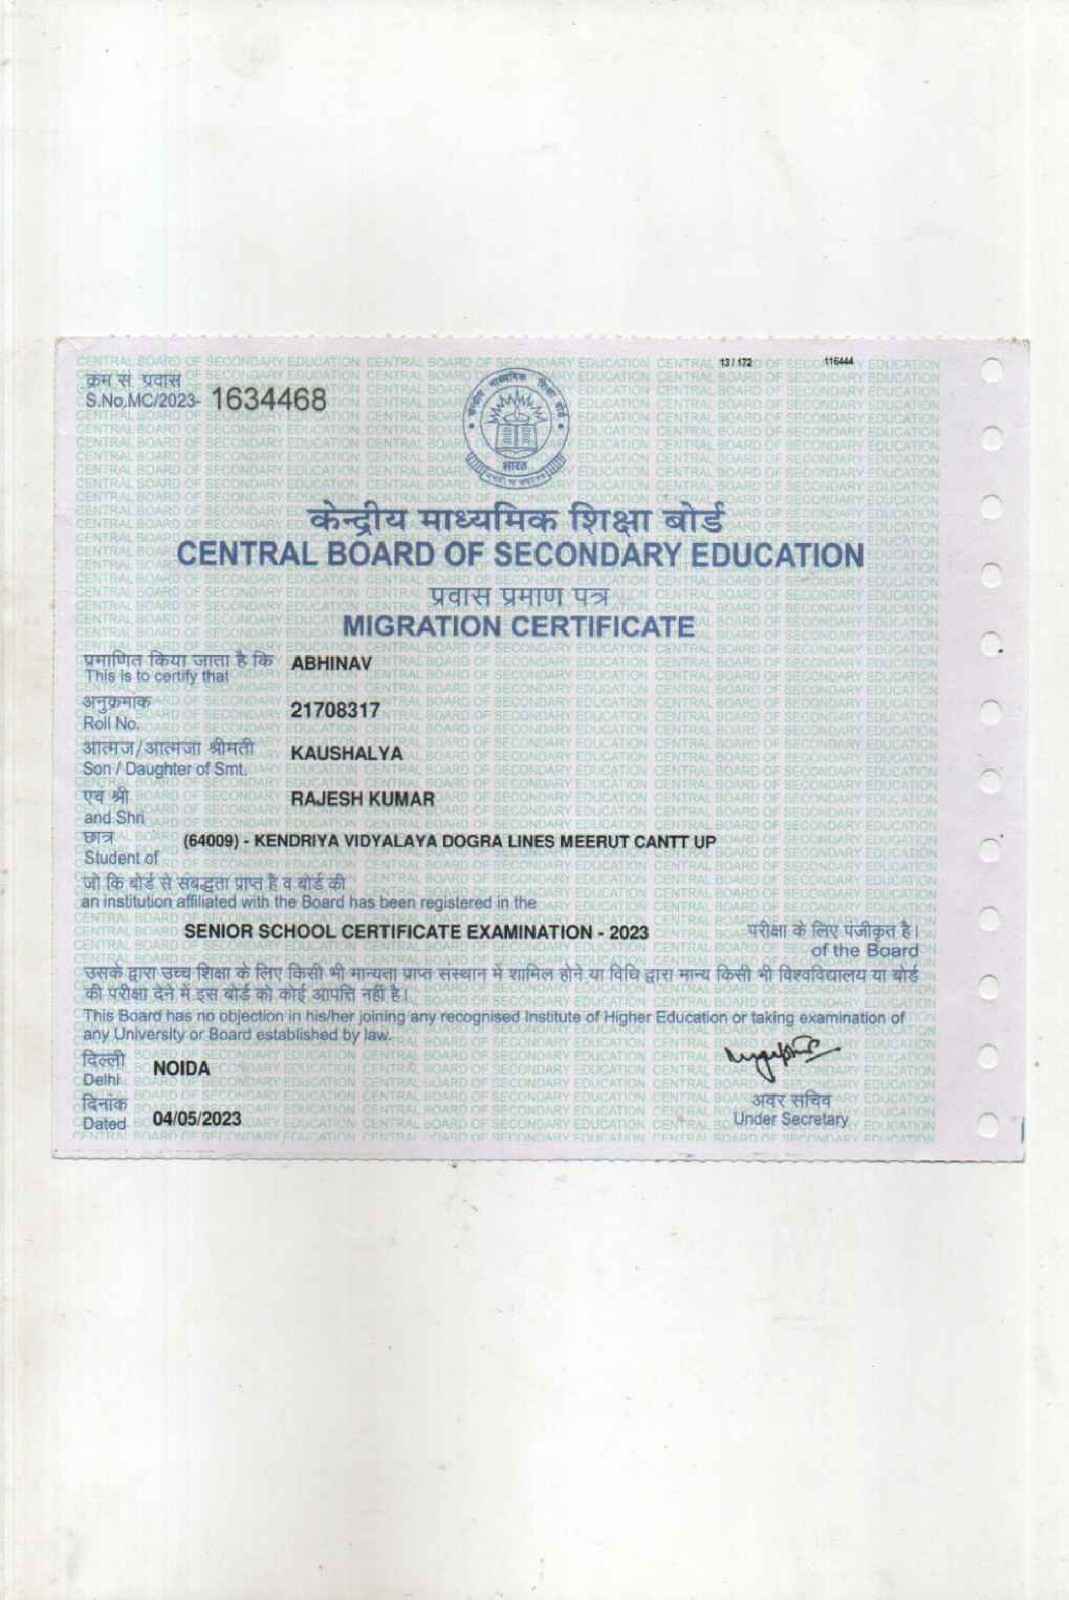 13 / 172 116444
क्रम सं प्रवास
S.No.MC/2023- 1634468
भारत
केन्द्रीय माध्यमिक शिक्षा बोर्ड
CENTRAL BOARD OF SECONDARY EDUCATION
प्रवास प्रमाण पत्र
MIGRATION CERTIFICATE
प्रमाणित किया जाता है कि ABHINAV
This is to certify that
अनुक्रमांक 21708317
Roll No.
आत्मज/आत्मजा श्रीमती KAUSHALYA
Son / Daughter of Smt.
एवं श्री RAJESH KUMAR
and Shri
छात्र (64009) - KENDRIYA VIDYALAYA DOGRA LINES MEERUT CANTT UP
Student of
जो कि बोर्ड से संबद्धता प्राप्त है व बोर्ड की
an institution affiliated with the Board has been registered in the
SENIOR SCHOOL CERTIFICATE EXAMINATION - 2023 परीक्षा के लिए पंजीकृत है।
of the Board
उसके द्वारा उच्च शिक्षा के लिए किसी भी मान्यता प्राप्त संस्थान में शामिल होने या विधि द्वारा मान्य किसी भी विश्वविद्यालय या बोर्ड
की परीक्षा देने में इस बोर्ड को कोई आपत्ति नहीं है।
This Board has no objection in his/her joining any recognised Institute of Higher Education or taking examination of
any University or Board established by law.
दिल्ली NOIDA
Delhi
दिनांक 04/05/2023
Dated
अवर सचिव
Under Secretary